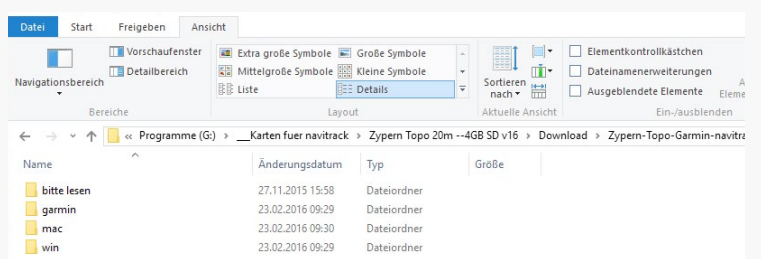 Datei Start Freigeben Ansicht
Vorschaufenster
Detailbereich
Navigationsbereich
Bereiche
Extra große Symbole Große Symbole
Mittelgroße Symbole Kleine Symbole
Liste Details
Layout
Sortieren
nach
Aktuelle Ansicht
Elementkontrollkästchen
Dateinamenerweiterungen
Ausgeblendete Elemente
Ein-/ausblenden
« Programme (G:) › __Karten fuer navitrack › Zypern Topo 20m --4GB SD v16 › Download › Zypern-Topo-Garmin-navitra
Name Änderungsdatum Typ Größe
bitte lesen 27.11.2015 15:58 Dateiordner
garmin 23.02.2016 09:29 Dateiordner
mac 23.02.2016 09:30 Dateiordner
win 23.02.2016 09:29 Dateiordner